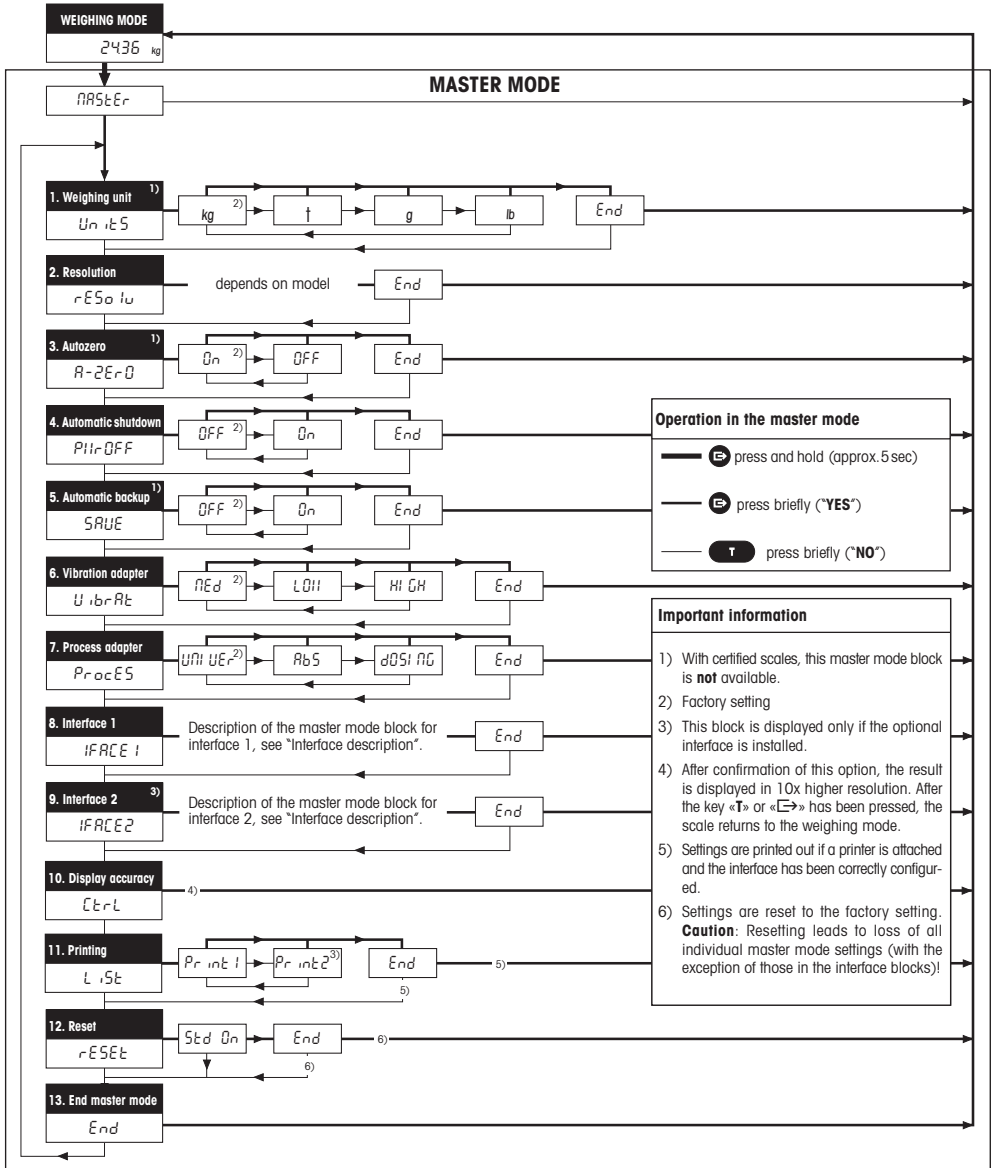 WEIGHING MODE
24.36 kg
MASTER MODE
MASTEr
1. Weighing unit 1)
UnitS
kg 2)
t
g
lb
End
2. Resolution
rESolu
depends on model
End
3. Autozero 1)
A-ZErO
On 2)
OFF
End
4. Automatic shutdown
PWrOFF
OFF 2)
On
End
5. Automatic backup 1)
SAVE
OFF 2)
On
End
6. Vibration adapter
VibrAt
MEd 2)
LOW
HIGH
End
7. Process adapter
ProcES
UNIVEr 2)
AbS
dOSING
End
8. Interface 1
IFACE1
Description of the master mode block for
interface 1, see "Interface description".
End
9. Interface 2 3)
IFACE2
Description of the master mode block for
interface 2, see "Interface description".
End
10. Display accuracy
CtrL
4)
11. Printing
LiSt
Print1
Print2 3)
End
5)
5)
12. Reset
rESEt
Std On
End
6)
6)
13. End master mode
End
Operation in the master mode
press and hold (approx. 5 sec)
press briefly ("YES")
T press briefly ("NO")
Important information
1) With certified scales, this master mode block
is not available.
2) Factory setting
3) This block is displayed only if the optional
interface is installed.
4) After confirmation of this option, the result
is displayed in 10x higher resolution. After
the key «T» or «» has been pressed, the
scale returns to the weighing mode.
5) Settings are printed out if a printer is attached
and the interface has been correctly configur-
ed.
6) Settings are reset to the factory setting.
Caution: Resetting leads to loss of all
individual master mode settings (with the
exception of those in the interface blocks)!